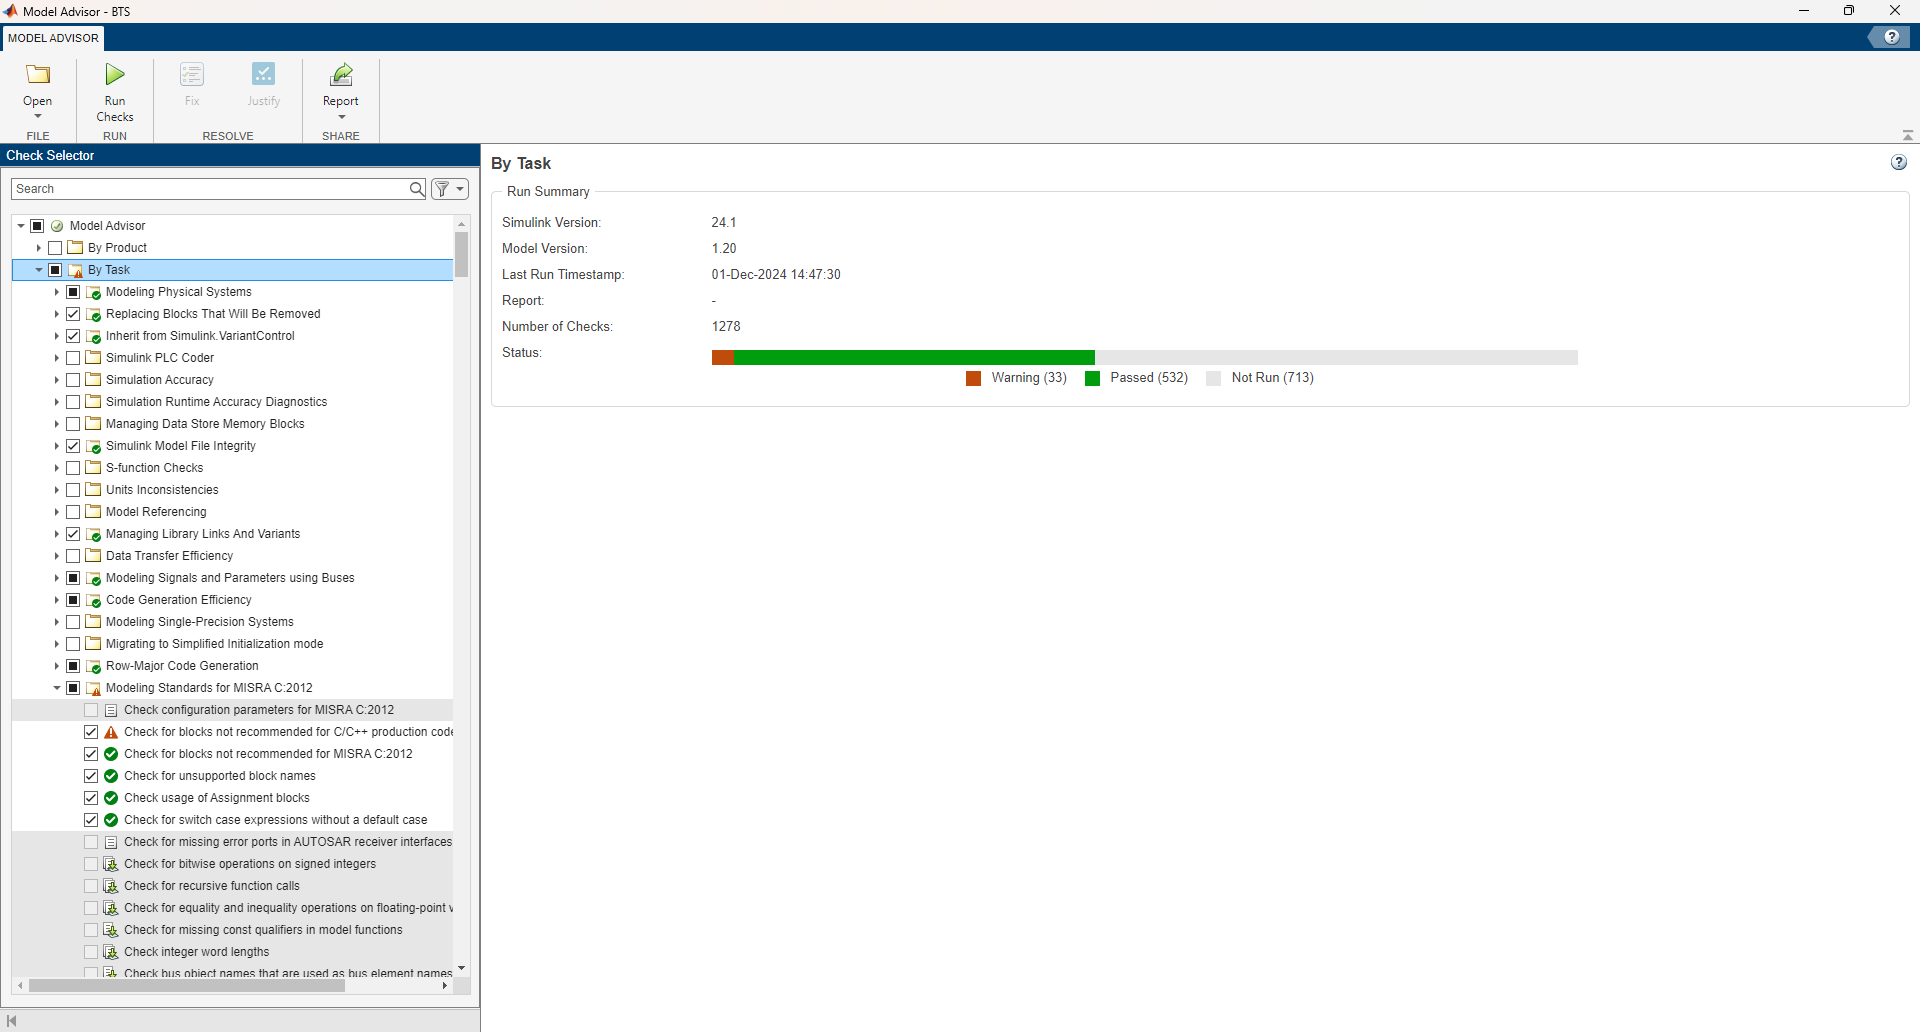 Model Advisor - BTS
MODEL ADVISOR
Open
Run Checks
Fix
Justify
Report
FILE
RUN
RESOLVE
SHARE
Check Selector
Search
Model Advisor
By Product
By Task
Modeling Physical Systems
Replacing Blocks That Will Be Removed
Inherit from Simulink.VariantControl
Simulink PLC Coder
Simulation Accuracy
Simulation Runtime Accuracy Diagnostics
Managing Data Store Memory Blocks
Simulink Model File Integrity
S-function Checks
Units Inconsistencies
Model Referencing
Managing Library Links And Variants
Data Transfer Efficiency
Modeling Signals and Parameters using Buses
Code Generation Efficiency
Modeling Single-Precision Systems
Migrating to Simplified Initialization mode
Row-Major Code Generation
Modeling Standards for MISRA C:2012
Check configuration parameters for MISRA C:2012
Check for blocks not recommended for C/C++ production code
Check for blocks not recommended for MISRA C:2012
Check for unsupported block names
Check usage of Assignment blocks
Check for switch case expressions without a default case
Check for missing error ports in AUTOSAR receiver interfaces
Check for bitwise operations on signed integers
Check for recursive function calls
Check for equality and inequality operations on floating-point v
Check for missing const qualifiers in model functions
Check integer word lengths
Check bus object names that are used as bus element names
By Task
Run Summary
Simulink Version: 24.1
Model Version: 1.20
Last Run Timestamp: 01-Dec-2024 14:47:30
Report: -
Number of Checks: 1278
Status:
Warning (33) Passed (532) Not Run (713)